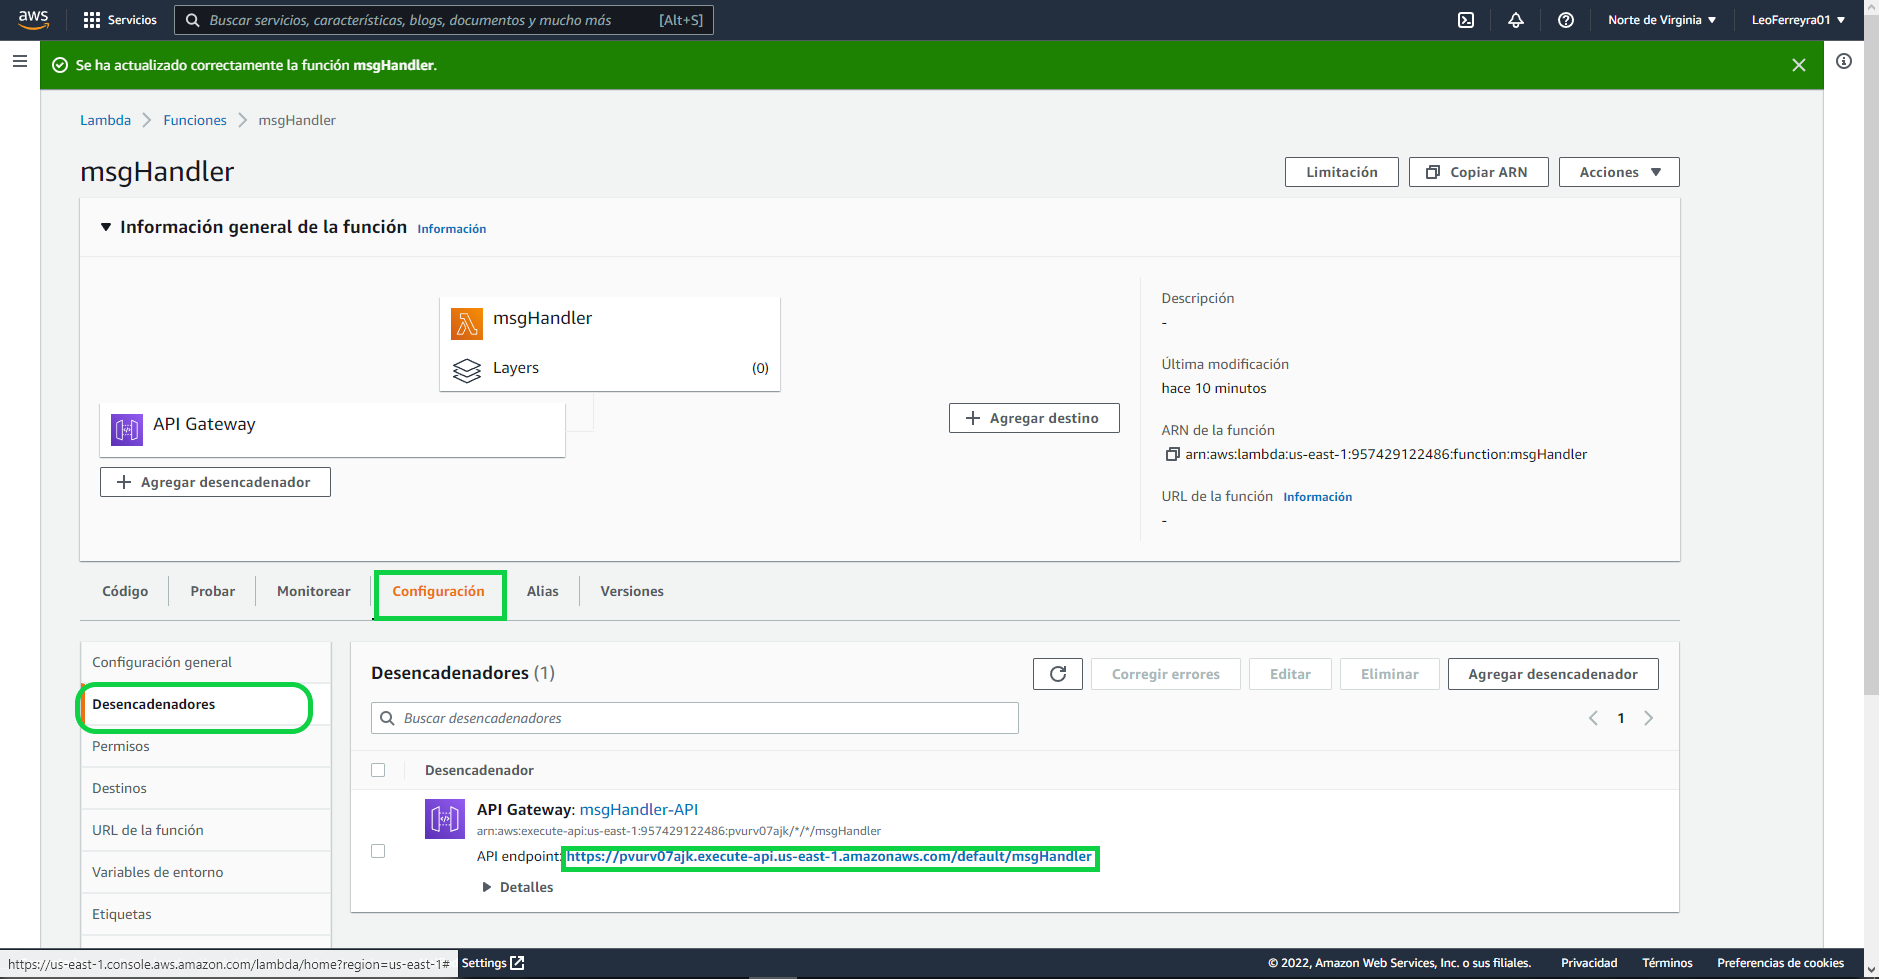 aws
Servicios
Buscar servicios, características, blogs, documentos y mucho más [Alt+S]
Norte de Virginia
LeoFerreyra01
Se ha actualizado correctamente la función msgHandler.
Lambda
Funciones
msgHandler
msgHandler
Limitación
Copiar ARN
Acciones
Información general de la función Información
msgHandler
Layers (0)
API Gateway
Agregar desencadenador
Agregar destino
Descripción
-
Última modificación
hace 10 minutos
ARN de la función
arn:aws:lambda:us-east-1:957429122486:function:msgHandler
URL de la función Información
-
Código
Probar
Monitorear
Configuración
Alias
Versiones
Configuración general
Desencadenadores
Permisos
Destinos
URL de la función
Variables de entorno
Etiquetas
Desencadenadores (1)
Corregir errores
Editar
Eliminar
Agregar desencadenador
Buscar desencadenadores
1
Desencadenador
API Gateway: msgHandler-API
arn:aws:execute-api:us-east-1:957429122486:pvurv07ajk/*/*/msgHandler
API endpoint: https://pvurv07ajk.execute-api.us-east-1.amazonaws.com/default/msgHandler
Detalles
https://us-east-1.console.aws.amazon.com/lambda/home?region=us-east-1#
Settings
© 2022, Amazon Web Services, Inc. o sus filiales.
Privacidad
Términos
Preferencias de cookies